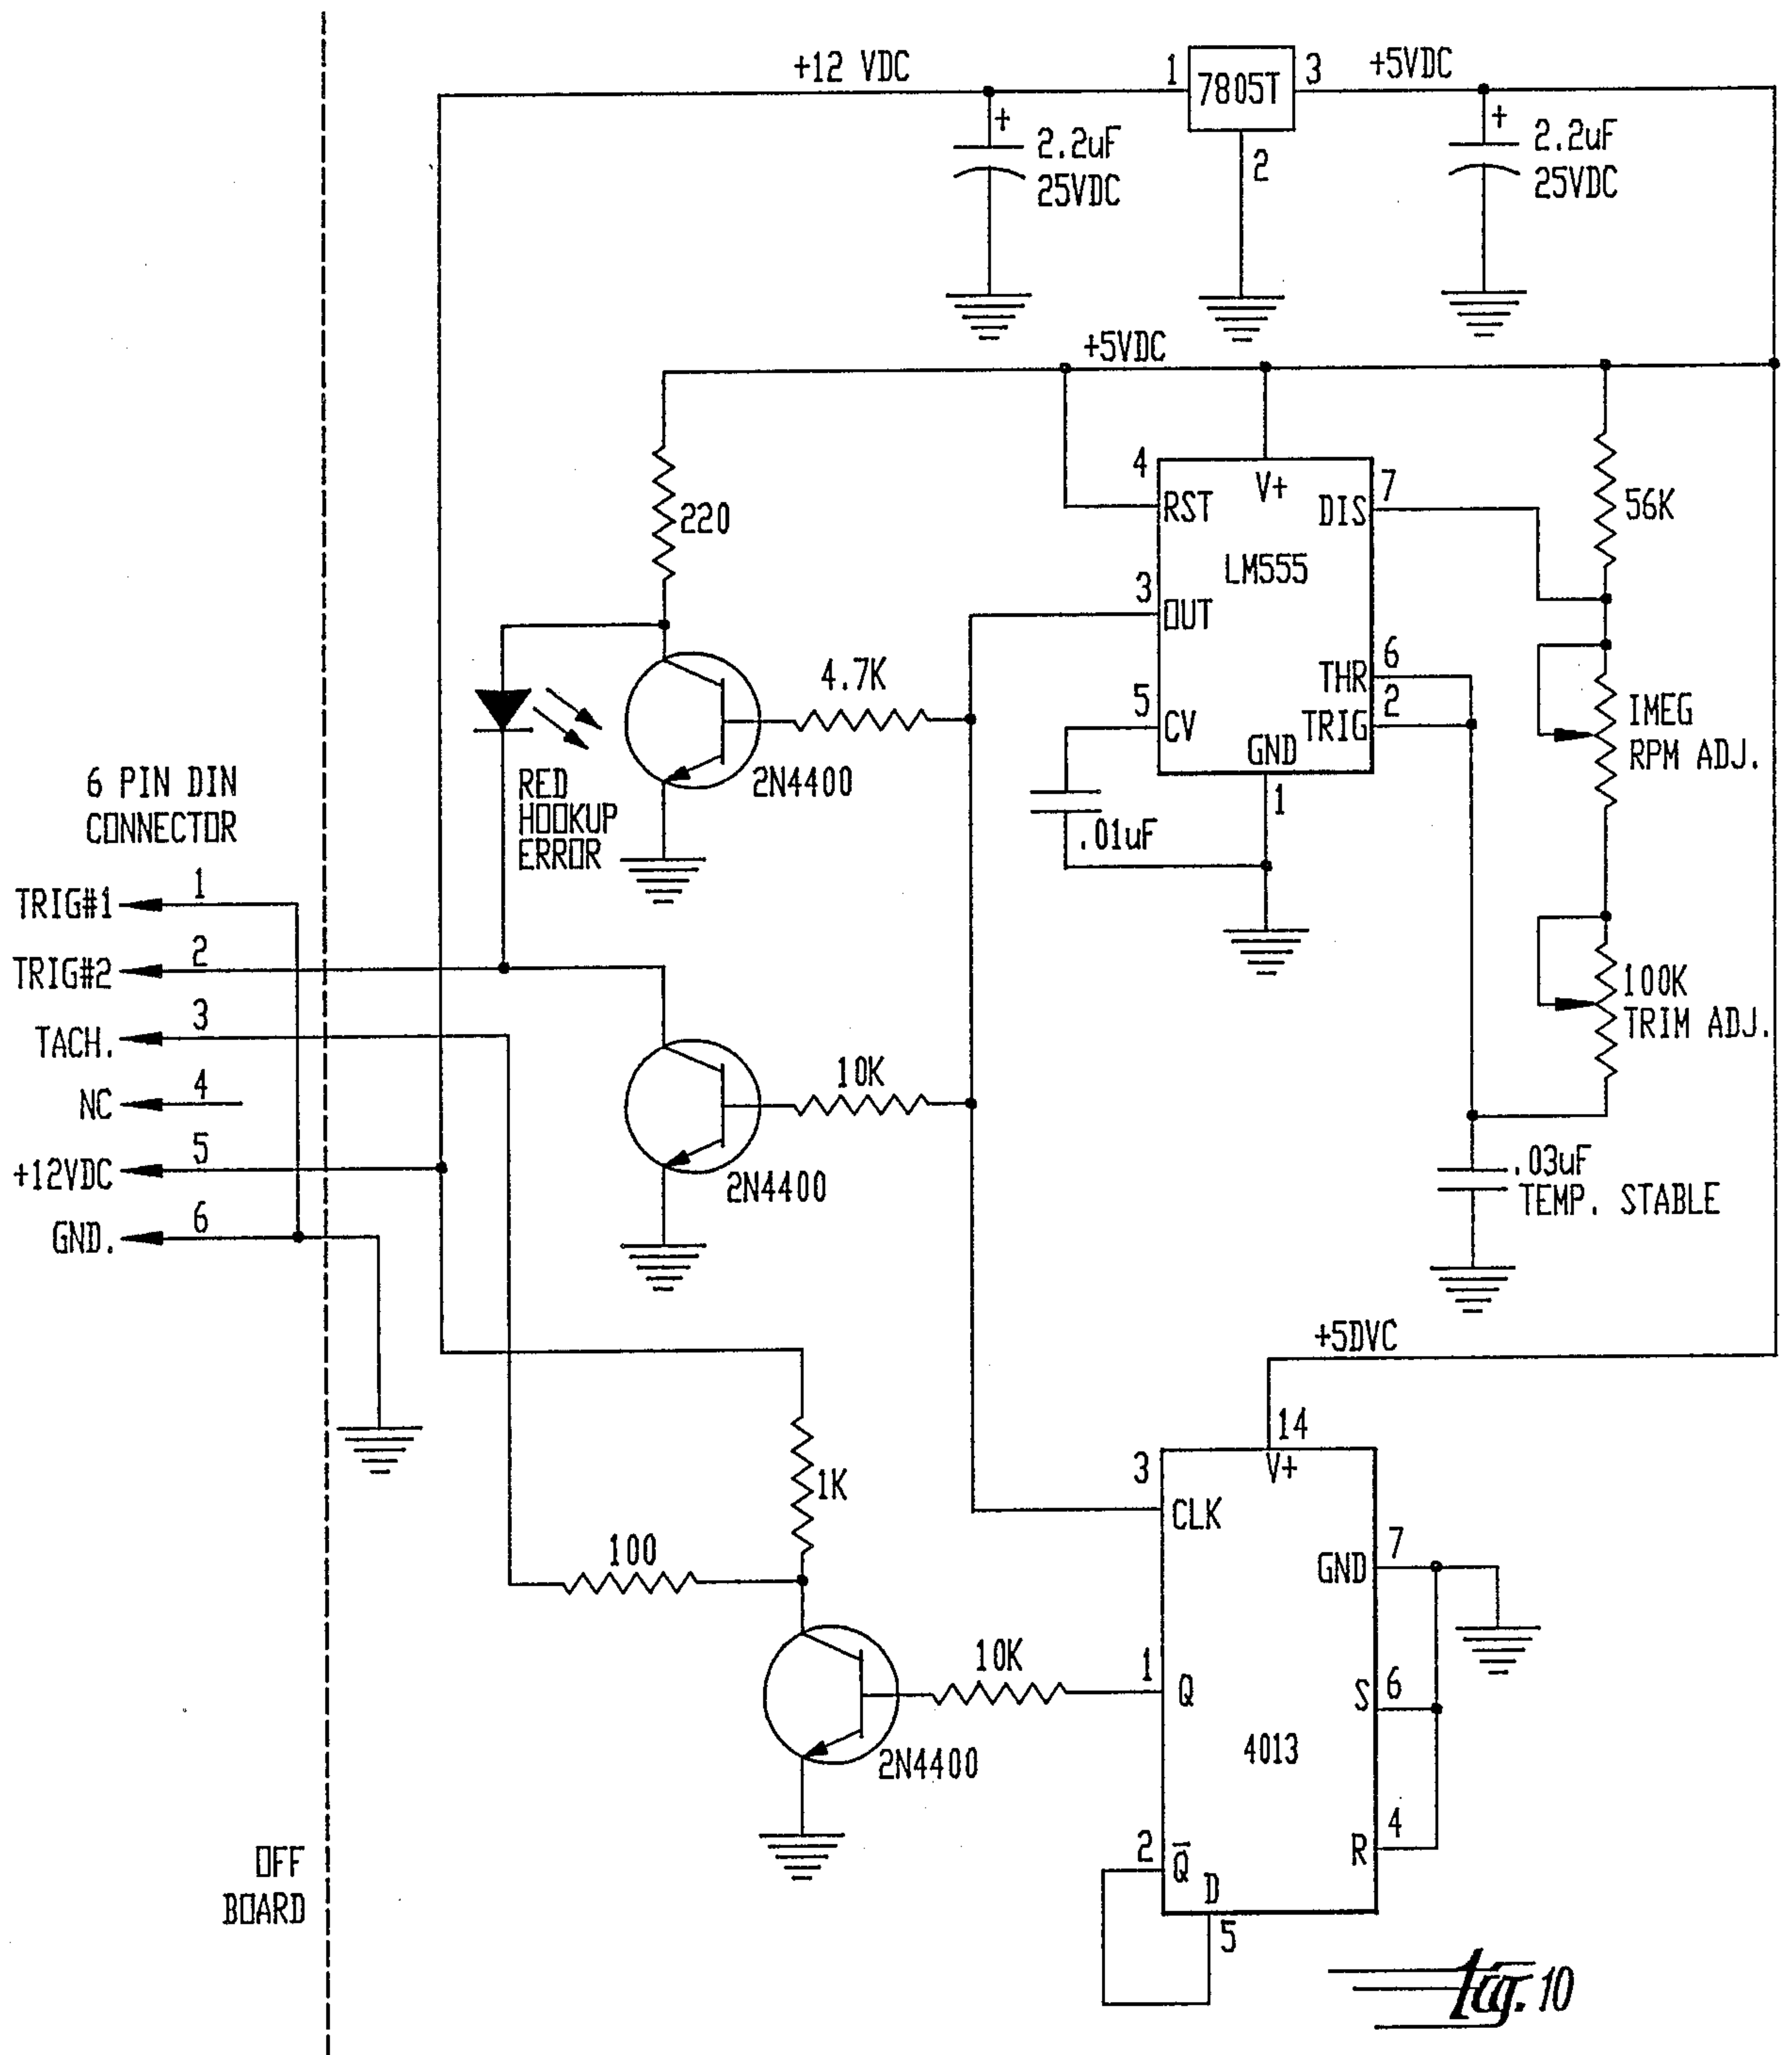 +12 VDC
1
7805T
3
+5VDC
+
2.2uF
25VDC
2
+
2.2uF
25VDC
+5VDC
4
V+
7
RST
DIS
56K
220
LM555
3
OUT
4.7K
6
THR
2
5
CV
TRIG
GND
1MEG
RPM ADJ.
2N4400
1
.01uF
RED
HOOKUP
ERROR
6 PIN DIN
CONNECTOR
TRIG#1
1
TRIG#2
2
TACH.
3
NC
4
+12VDC
5
GND.
6
100K
TRIM ADJ.
10K
2N4400
.03uF
TEMP. STABLE
+5DVC
14
3
V+
1K
CLK
100
7
GND
10K
1
Q
6
S
2N4400
4013
4
R
2
Q̅
D
5
OFF
BOARD
Fig. 10